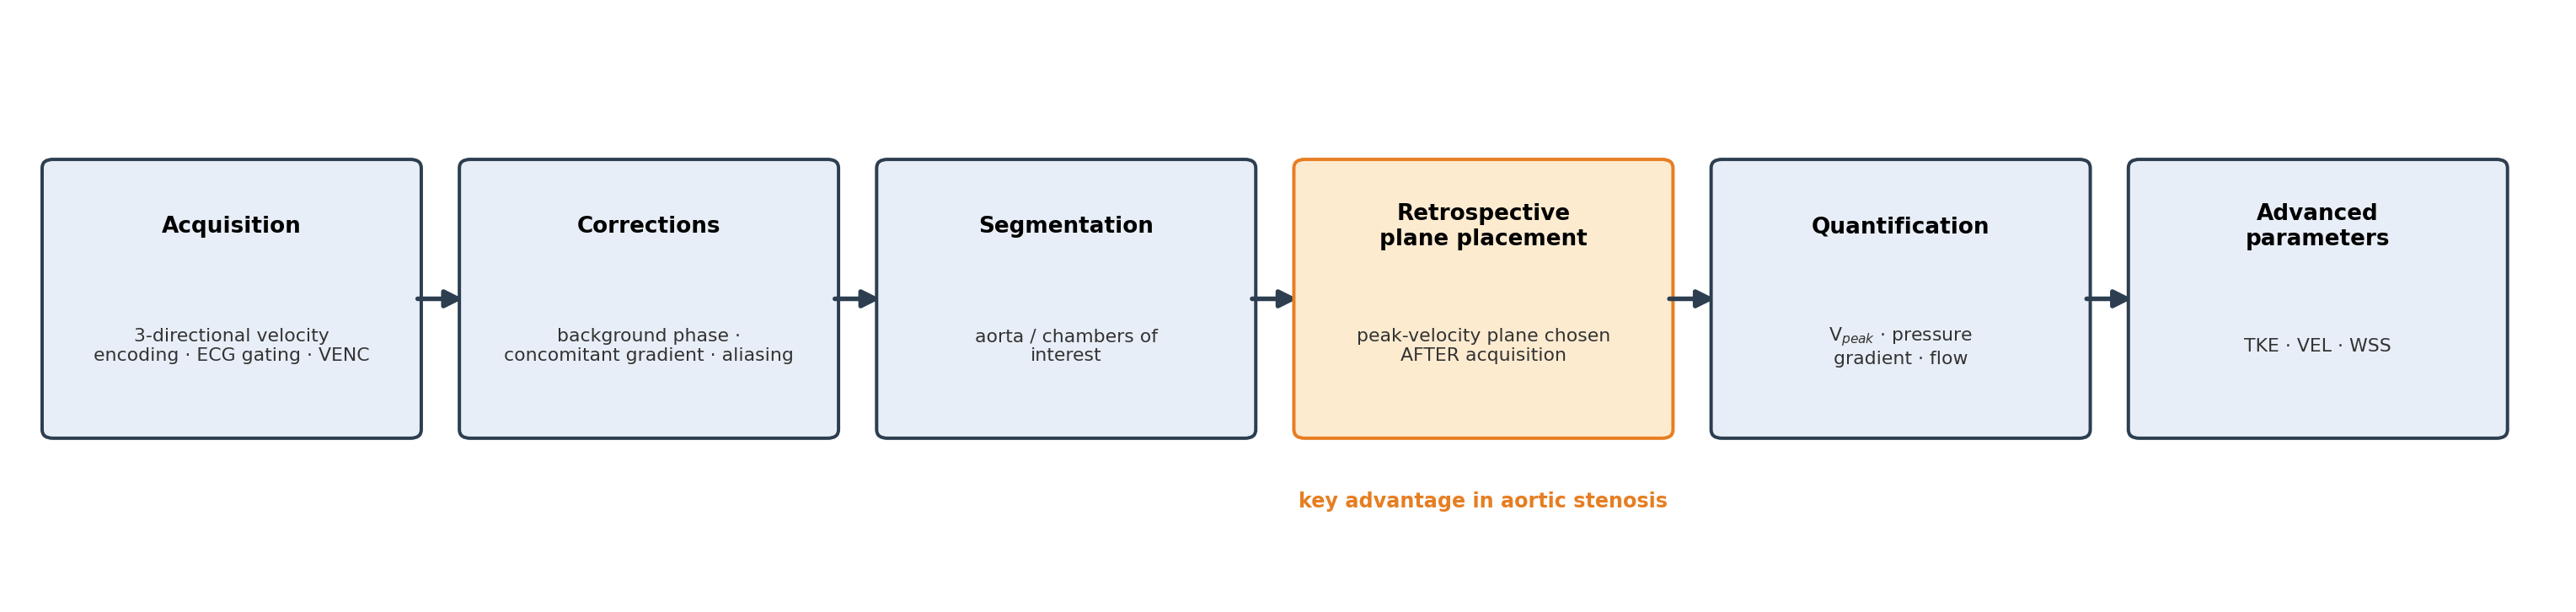 Acquisition
3-directional velocity
encoding · ECG gating · VENC
Corrections
background phase ·
concomitant gradient · aliasing
Segmentation
aorta / chambers of
interest
Retrospective
plane placement
peak-velocity plane chosen
AFTER acquisition
Quantification
Vpeak · pressure
gradient · flow
Advanced
parameters
TKE · VEL · WSS
key advantage in aortic stenosis